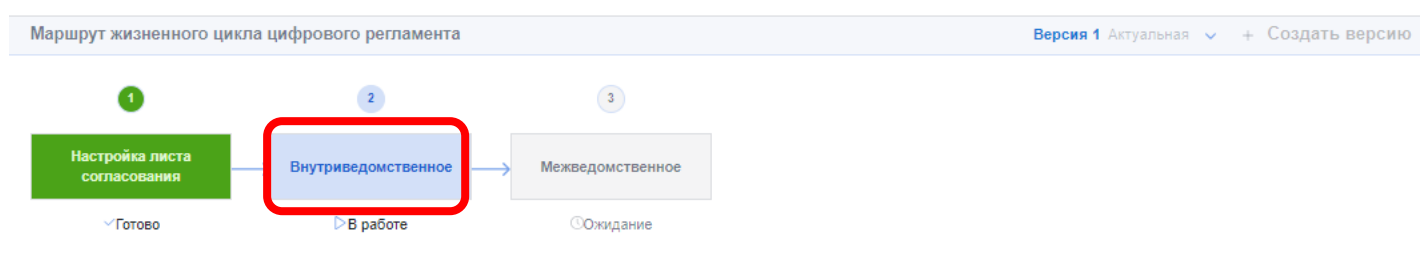 Маршрут жизненного цикла цифрового регламента
Версия 1 Актуальная + Создать версию
1 2 3
Настройка листа
согласования
Внутриведомственное
Межведомственное
Готово
В работе
Ожидание